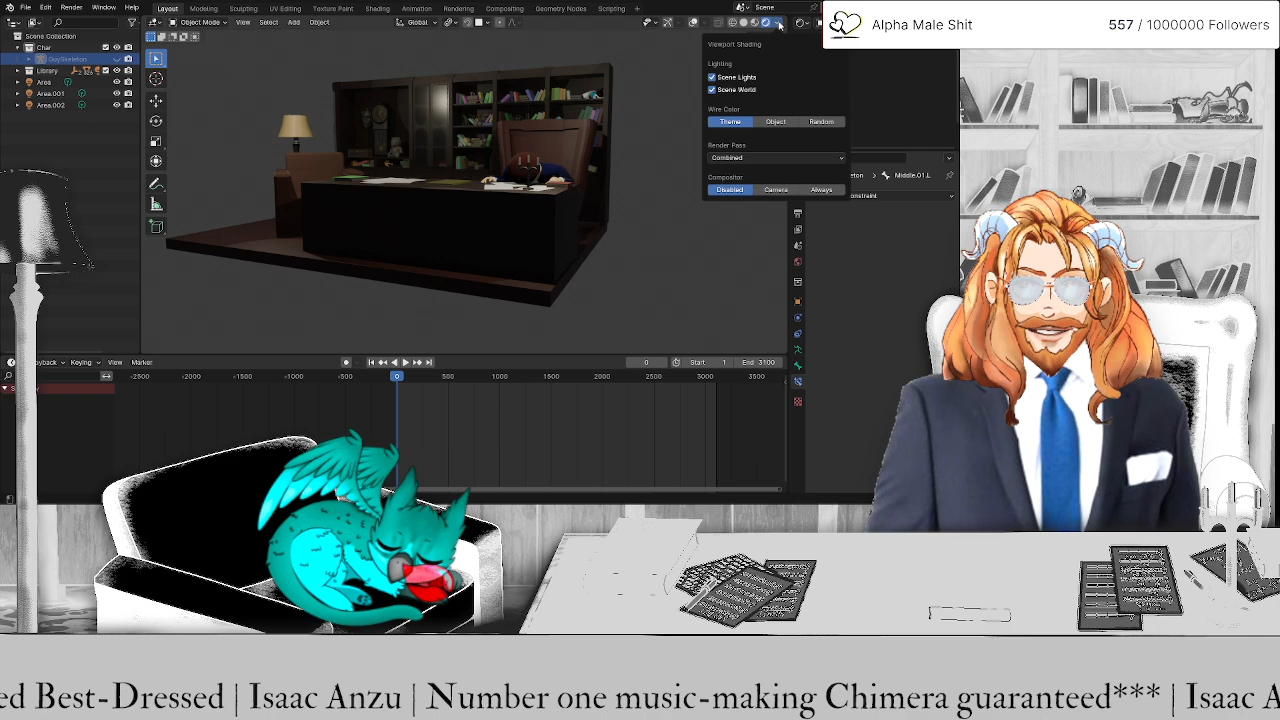 File Edit Render Window Help
Layout Modeling Sculpting UV Editing Texture Paint Shading Animation Rendering Compositing Geometry Nodes Scripting +
Scene
Alpha Male Shit
557 / 1000000 Followers
Object Mode View Select Add Object
Global
Scene Collection
Char
GuySkeleton
Library
Area
Area.001
Area.002
Viewport Shading
Lighting
Scene Lights
Scene World
Wire Color
Theme Object Random
Render Pass
Combined
Compositor
Disabled Camera Always
eton > Middle.01.L
onstraint
yback Keying View Marker
0 Start 1 End 3100
-2500 -2000 -1500 -1000 -500 0 500 1000 1500 2000 2500 3000 3500
ed Best-Dressed | Isaac Anzu | Number one music-making Chimera guaranteed*** | Isaac A